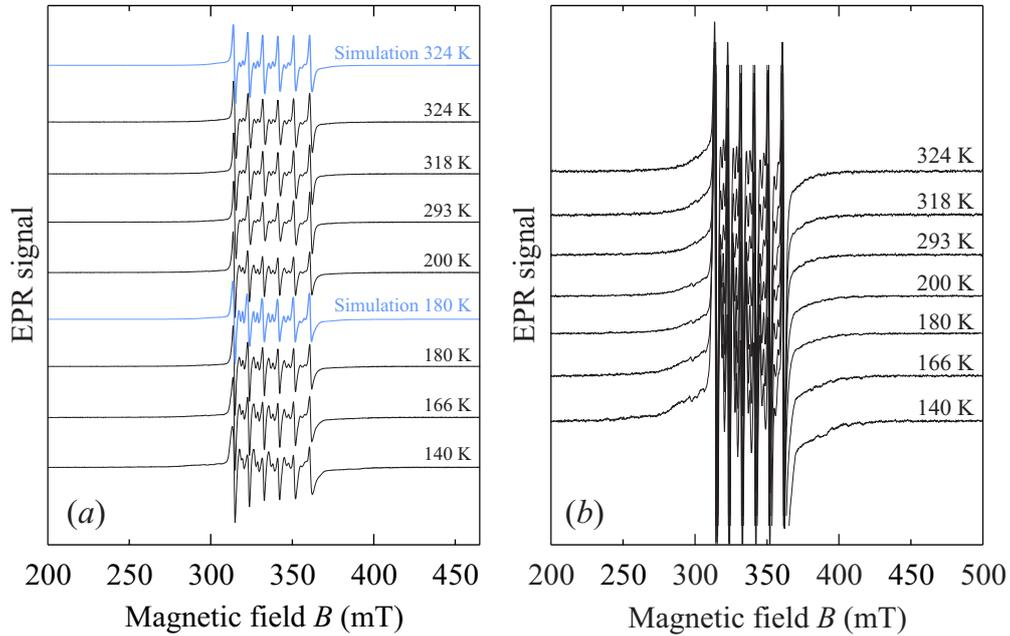 EPR signal
Simulation 324 K
324 K
318 K
293 K
200 K
Simulation 180 K
180 K
166 K
140 K
(a)
200 250 300 350 400 450
Magnetic field B (mT)
EPR signal
324 K
318 K
293 K
200 K
180 K
166 K
140 K
(b)
200 250 300 350 400 450 500
Magnetic field B (mT)